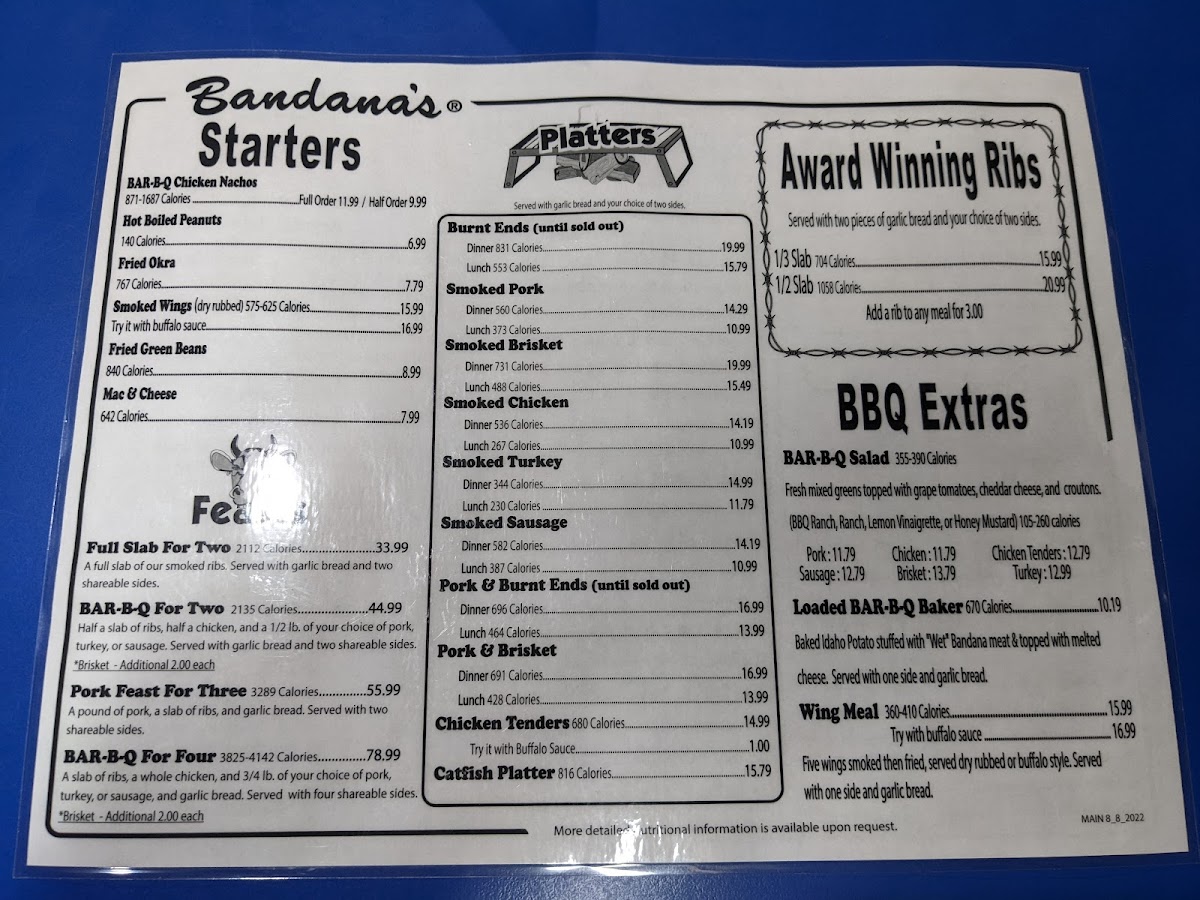 Bandana's®
Starters
BAR-B-Q Chicken Nachos
871-1687 Calories Full Order 11.99 / Half Order 9.99
Hot Boiled Peanuts
140 Calories 6.99
Fried Okra
767 Calories 7.79
Smoked Wings (dry rubbed) 575-625 Calories 15.99
Try it with buffalo sauce 16.99
Fried Green Beans
840 Calories 8.99
Mac & Cheese
642 Calories 7.99
Feasts
Full Slab For Two 2112 Calories 33.99
A full slab of our smoked ribs. Served with garlic bread and two
shareable sides.
BAR-B-Q For Two 2135 Calories 44.99
Half a slab of ribs, half a chicken, and a 1/2 lb. of your choice of pork,
turkey, or sausage. Served with garlic bread and two shareable sides.
*Brisket - Additional 2.00 each
Pork Feast For Three 3289 Calories 55.99
A pound of pork, a slab of ribs, and garlic bread. Served with two
shareable sides.
BAR-B-Q For Four 3825-4142 Calories 78.99
A slab of ribs, a whole chicken, and 3/4 lb. of your choice of pork,
turkey, or sausage, and garlic bread. Served with four shareable sides.
*Brisket - Additional 2.00 each
Platters
Served with garlic bread and your choice of two sides.
Burnt Ends (until sold out)
Dinner 831 Calories 19.99
Lunch 553 Calories 15.79
Smoked Pork
Dinner 560 Calories 14.29
Lunch 373 Calories 10.99
Smoked Brisket
Dinner 731 Calories 19.99
Lunch 488 Calories 15.49
Smoked Chicken
Dinner 536 Calories 14.19
Lunch 267 Calories 10.99
Smoked Turkey
Dinner 344 Calories 14.99
Lunch 230 Calories 11.79
Smoked Sausage
Dinner 582 Calories 14.19
Lunch 387 Calories 10.99
Pork & Burnt Ends (until sold out)
Dinner 696 Calories 16.99
Lunch 464 Calories 13.99
Pork & Brisket
Dinner 691 Calories 16.99
Lunch 428 Calories 13.99
Chicken Tenders 680 Calories 14.99
Try it with Buffalo Sauce 1.00
Catfish Platter 816 Calories 15.79
Award Winning Ribs
Served with two pieces of garlic bread and your choice of two sides.
1/3 Slab 704 Calories 15.99
1/2 Slab 1058 Calories 20.99
Add a rib to any meal for 3.00
BBQ Extras
BAR-B-Q Salad 355-390 Calories
Fresh mixed greens topped with grape tomatoes, cheddar cheese, and croutons.
(BBQ Ranch, Ranch, Lemon Vinaigrette, or Honey Mustard) 105-260 calories
Pork : 11.79 Chicken : 11.79 Chicken Tenders : 12.79
Sausage : 12.79 Brisket : 13.79 Turkey : 12.99
Loaded BAR-B-Q Baker 670 Calories 10.19
Baked Idaho Potato stuffed with "Wet" Bandana meat & topped with melted
cheese. Served with one side and garlic bread.
Wing Meal 360-410 Calories 15.99
Try with buffalo sauce 16.99
Five wings smoked then fried, served dry rubbed or buffalo style. Served
with one side and garlic bread.
More detailed nutritional information is available upon request.
MAIN 8_8_2022